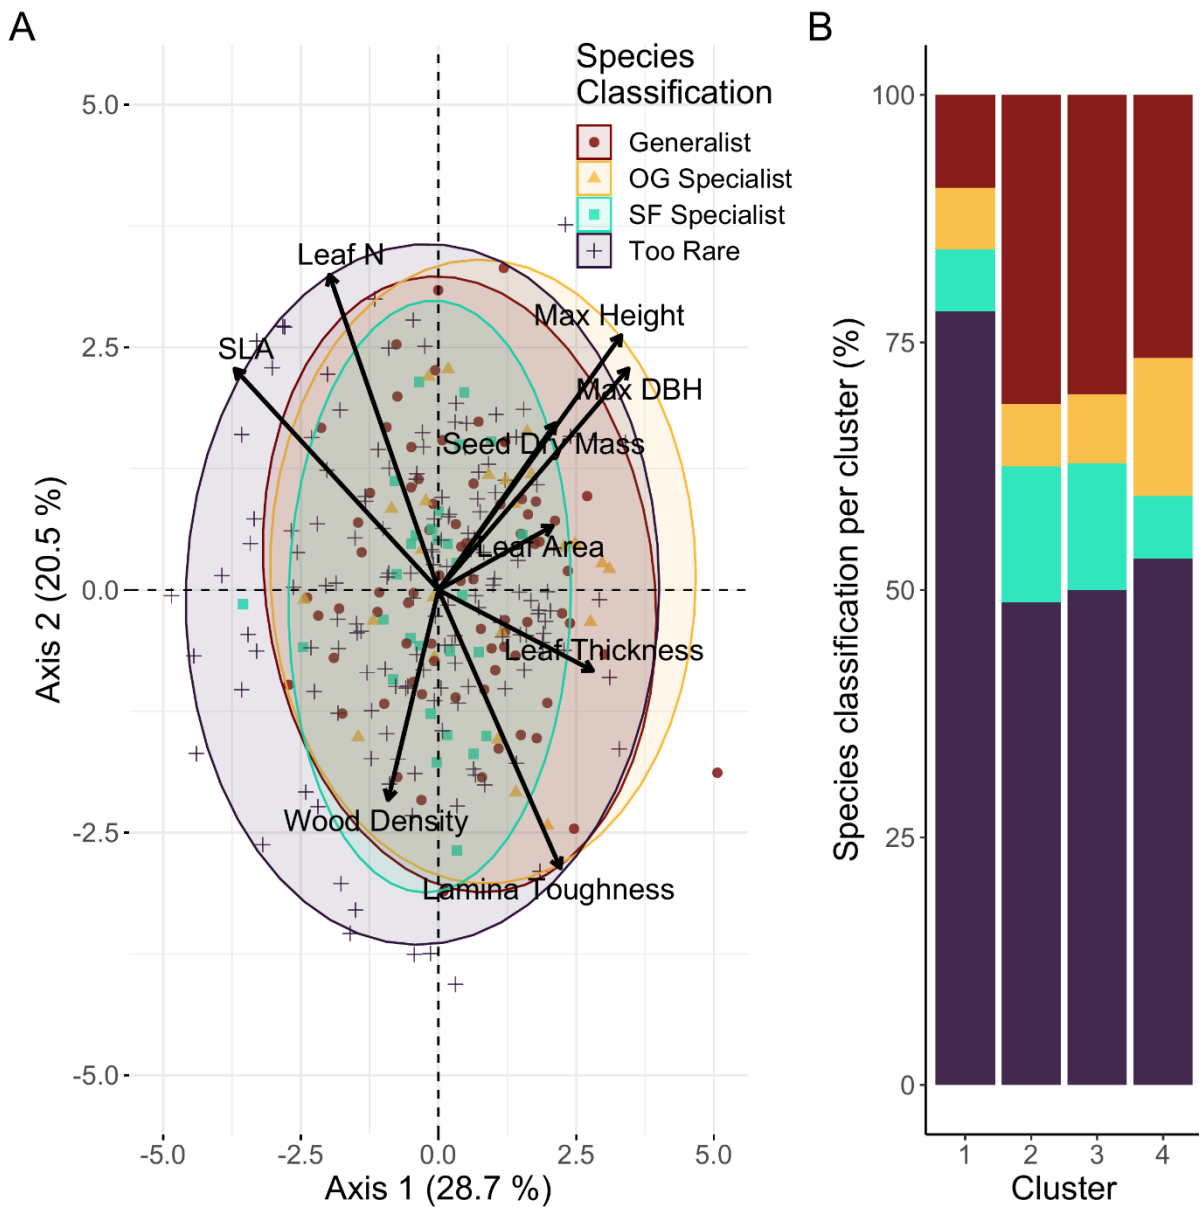 A
B
Species
Classification
Generalist
OG Specialist
SF Specialist
Too Rare
5.0
2.5
0.0
-2.5
-5.0
Axis 2 (20.5 %)
Leaf N
SLA
Max Height
Max DBH
Seed Dry Mass
Leaf Area
Leaf Thickness
Wood Density
Lamina Toughness
-5.0
-2.5
0.0
2.5
5.0
Axis 1 (28.7 %)
Species classification per cluster (%)
100
75
50
25
0
1
2
3
4
Cluster